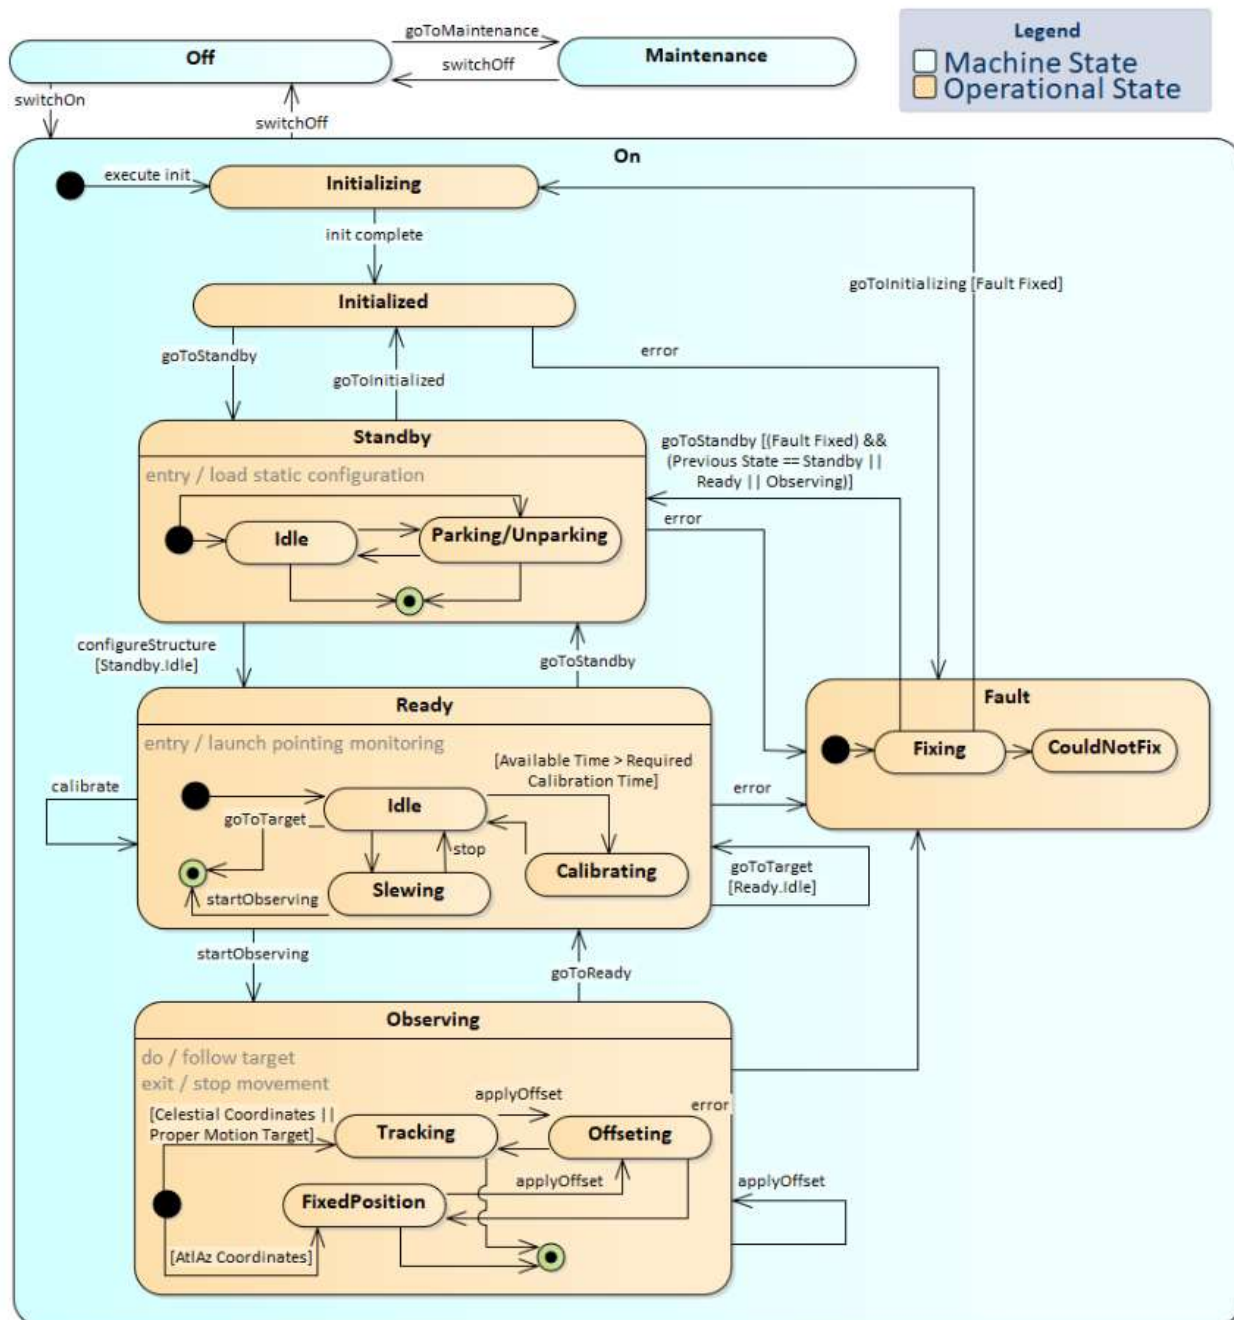 Legend
Machine State
Operational State
Off
goToMaintenance
Maintenance
switchOff
switchOn
switchOff
On
execute init
Initializing
init complete
goToInitializing [Fault Fixed]
Initialized
goToStandby
error
goToInitialized
Standby
entry / load static configuration
goToStandby [(Fault Fixed) &&
(Previous State == Standby ||
Ready || Observing)]
error
Idle
Parking/Unparking
configureStructure
[Standby.Idle]
goToStandby
Ready
entry / launch pointing monitoring
Fault
Fixing
CouldNotFix
[Available Time > Required
Calibration Time]
calibrate
error
Idle
goToTarget
stop
Calibrating
goToTarget
[Ready.Idle]
Slewing
startObserving
startObserving
goToReady
Observing
do / follow target
exit / stop movement
[Celestial Coordinates ||
Proper Motion Target]
applyOffset
error
Tracking
Offseting
applyOffset
applyOffset
FixedPosition
[AtlAz Coordinates]